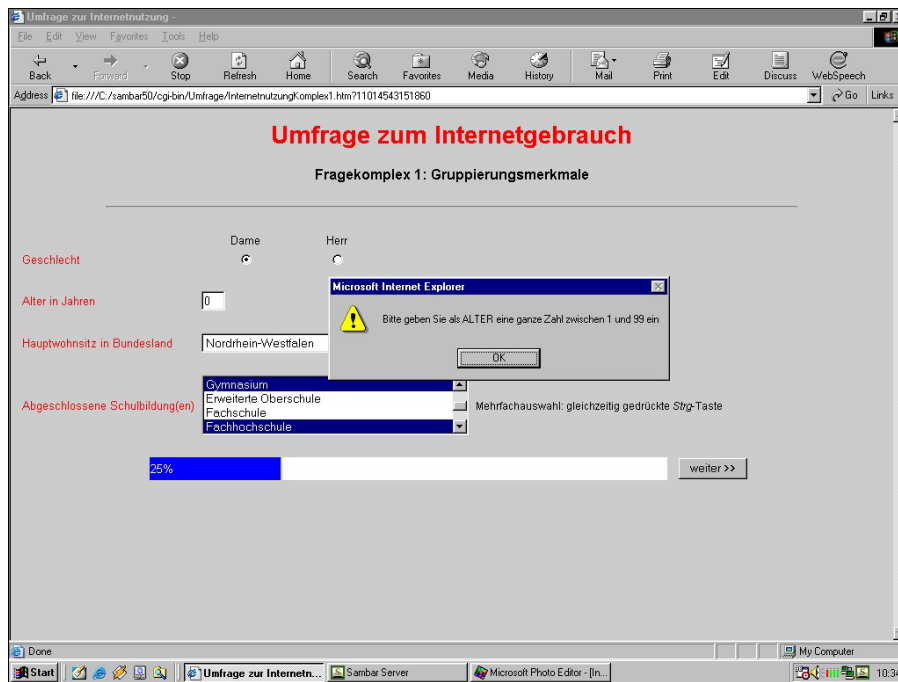 Umfrage zur Internetnutzung -
File Edit View Favorites Tools Help
Back Forward Stop Refresh Home Search Favorites Media History Mail Print Edit Discuss WebSpeech
Address file:///C:/sambar50/cgi-bin/Umfrage/InternetnutzungKomplex1.htm?11014543151860 Go Links
Umfrage zum Internetgebrauch
Fragekomplex 1: Gruppierungsmerkmale
Dame Herr
Geschlecht
Microsoft Internet Explorer
Alter in Jahren 0
Bitte geben Sie als ALTER eine ganze Zahl zwischen 1 und 99 ein
Hauptwohnsitz in Bundesland Nordrhein-Westfalen
OK
Gymnasium
Erweiterte Oberschule
Abgeschlossene Schulbildung(en) Mehrfachauswahl: gleichzeitig gedrückte Strg-Taste
Fachschule
Fachhochschule
25% weiter >>
Done My Computer
Start Umfrage zur Internetn... Sambar Server Microsoft Photo Editor - [In... 10:34